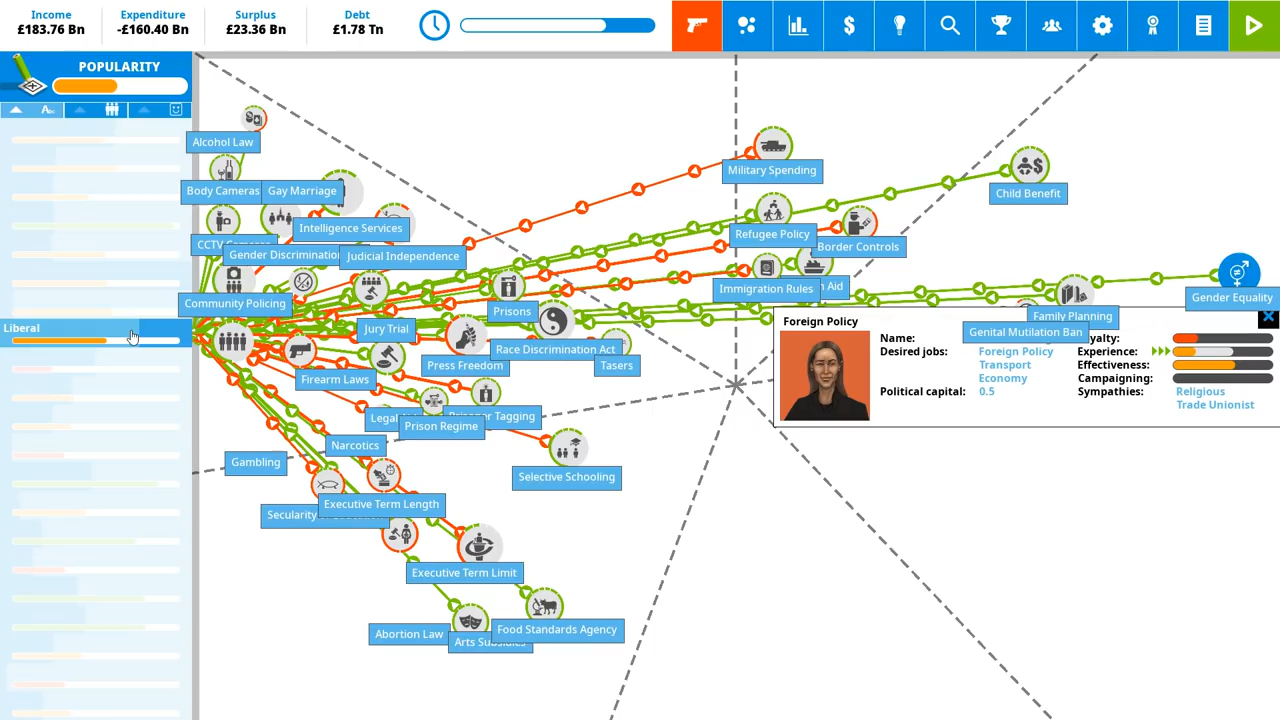 Income
£183.76 Bn
Expenditure
-£160.40 Bn
Surplus
£23.36 Bn
Debt
£1.78 Tn
POPULARITY
Liberal
Alcohol Law
Body Cameras
Gay Marriage
Military Spending
Child Benefit
Intelligence Services
Refugee Policy
CCTV
Gender
Judicial Independence
Border Controls
Immigration Rules
Aid
Gender Equality
Community Policing
Prisons
Family Planning
Jury Trial
Genital Mutilation Ban
Race Discrimination Act
Press Freedom
Tasers
Firearm Laws
Prison Regime
Tagging
Narcotics
Gambling
Selective Schooling
Executive Term Length
Executive Term Limit
Abortion Law
Arts
Food Standards Agency
Foreign Policy
Name:
Desired jobs:
Foreign Policy
Transport
Economy
Political capital:
0.5
Experience:
Effectiveness:
Campaigning:
Sympathies:
Religious
Trade Unionist